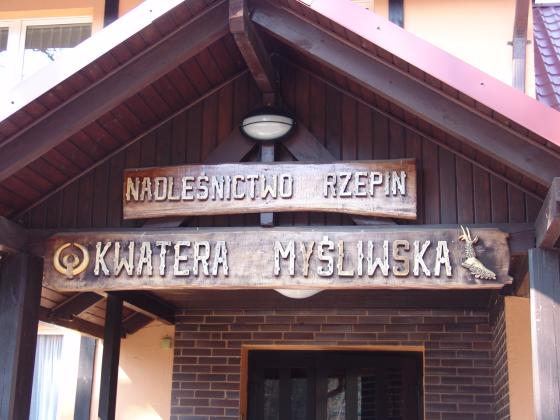 NADLEŚNICTWO RZEPIN
KWATERA MYŚLIWSKA